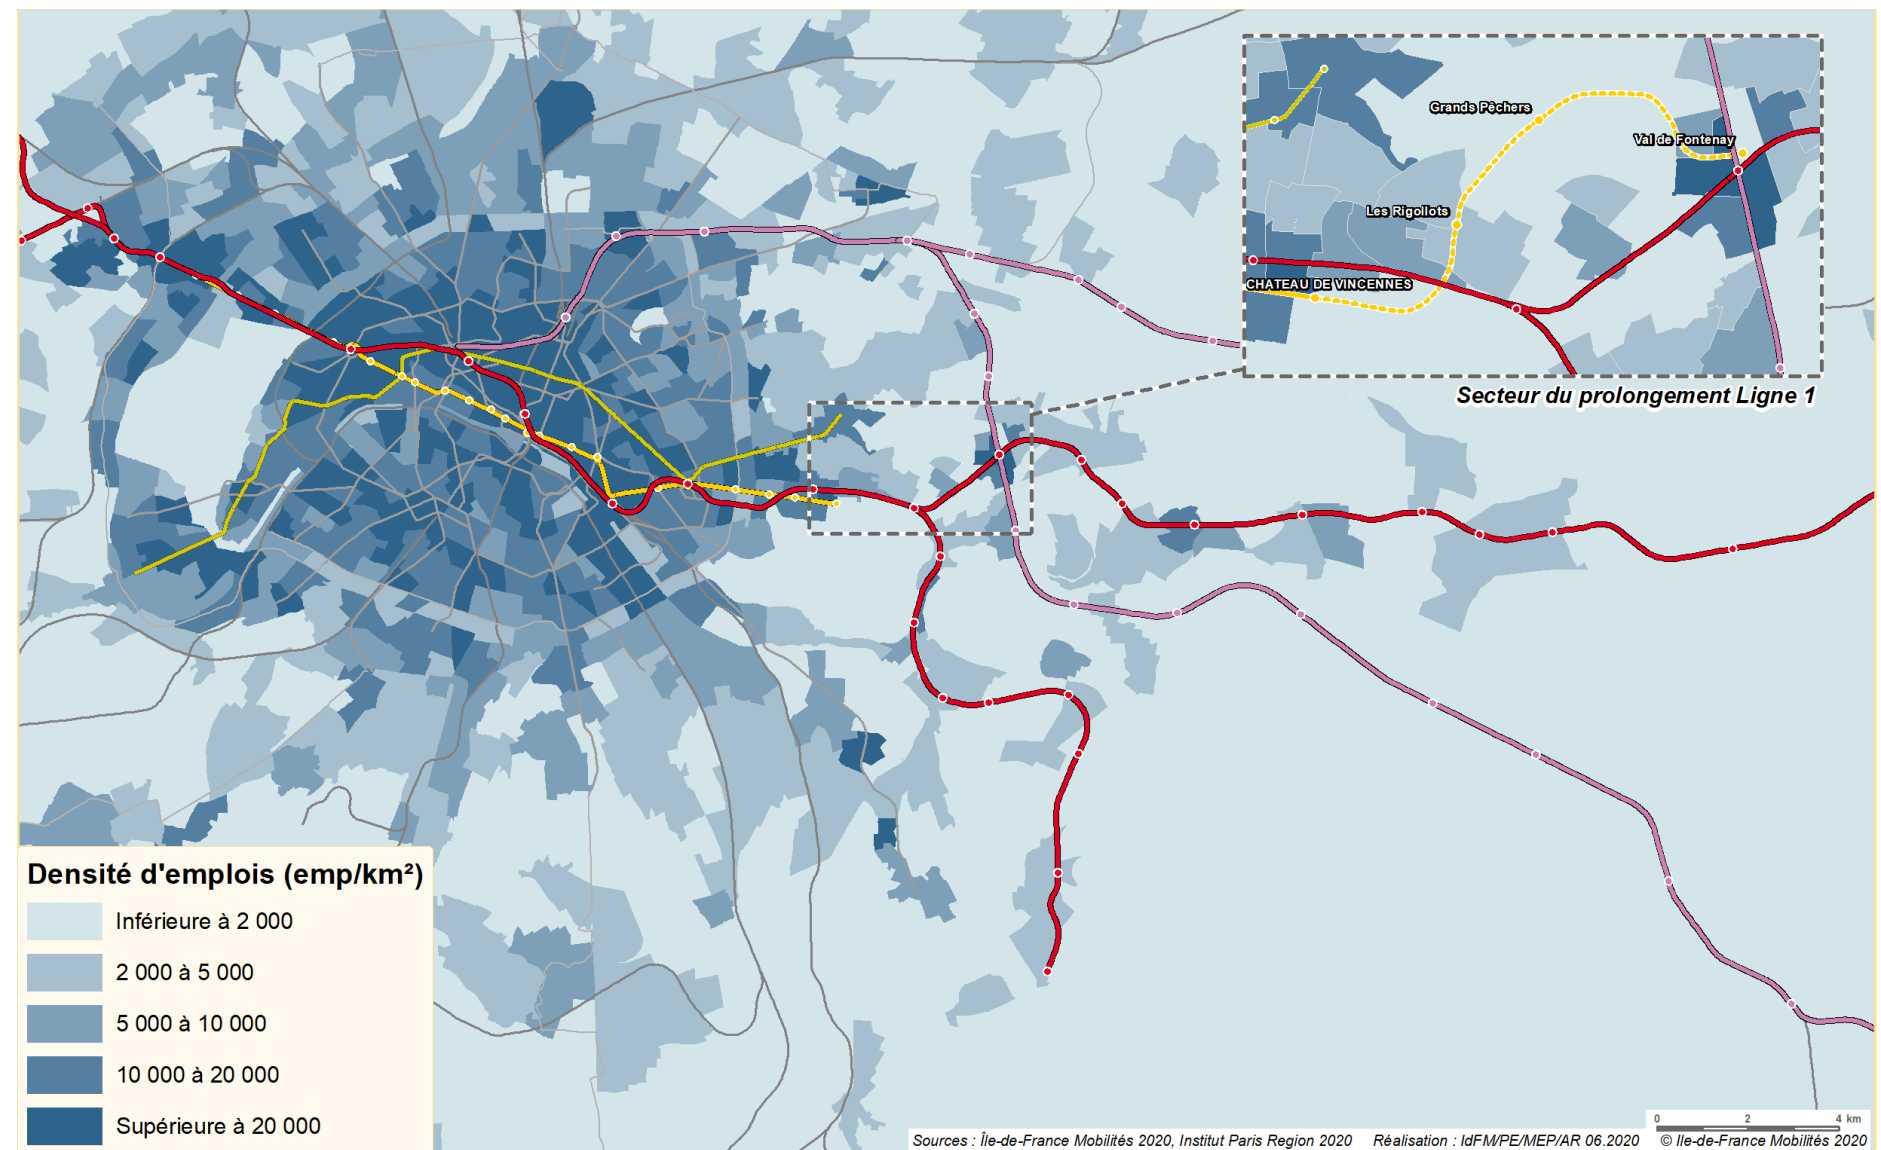 Grands Pêchers
Val de Fontenay
Les Rigollots
CHATEAU DE VINCENNES
Secteur du prolongement Ligne 1
Densité d'emplois (emp/km²)
Inférieure à 2 000
2 000 à 5 000
5 000 à 10 000
10 000 à 20 000
Supérieure à 20 000
0 2 4 km
Sources : Île-de-France Mobilités 2020, Institut Paris Region 2020 Réalisation : IdFM/PE/MEP/AR 06.2020 © Ile-de-France Mobilités 2020